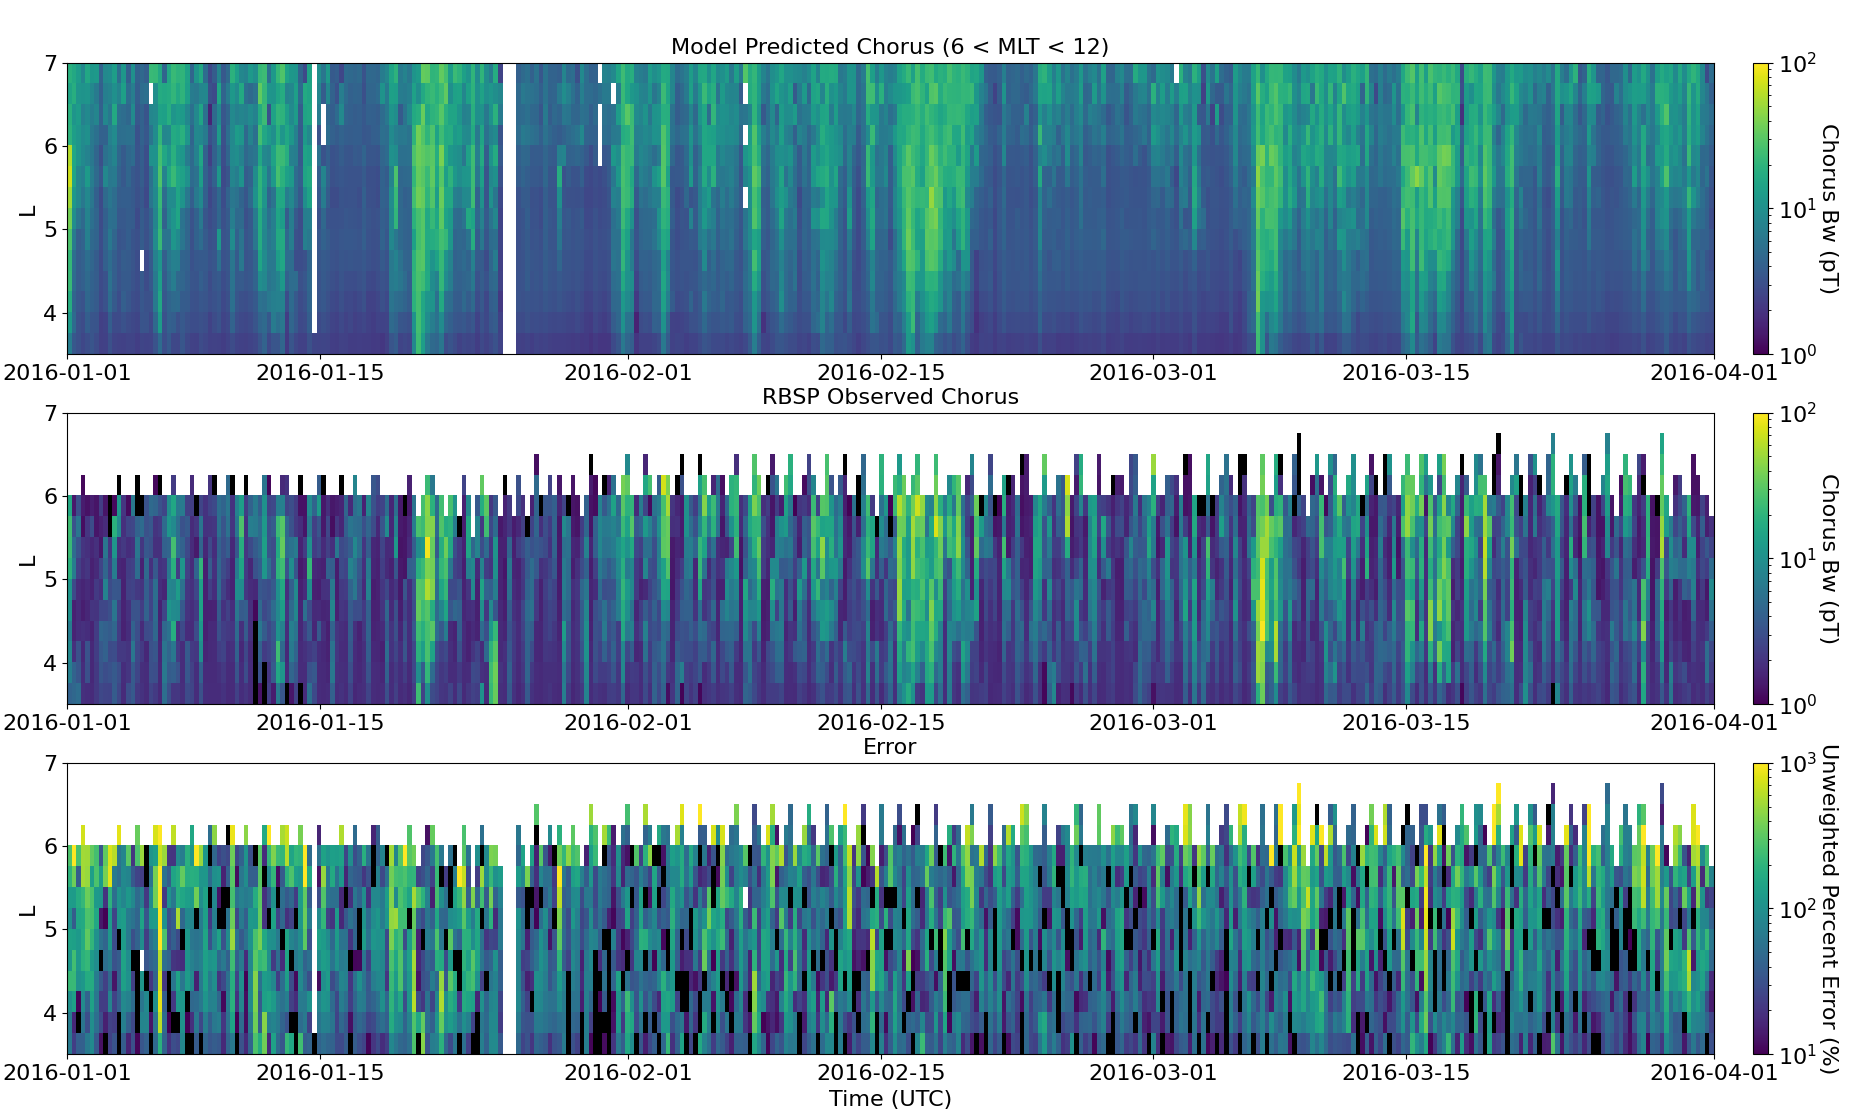 Model Predicted Chorus (6 < MLT < 12)
7
6
5
4
L
2016-01-01 2016-01-15 2016-02-01 2016-02-15 2016-03-01 2016-03-15 2016-04-01
10²
10¹
10⁰
Chorus Bw (pT)
RBSP Observed Chorus
7
6
5
4
L
2016-01-01 2016-01-15 2016-02-01 2016-02-15 2016-03-01 2016-03-15 2016-04-01
10²
10¹
10⁰
Chorus Bw (pT)
Error
7
6
5
4
L
2016-01-01 2016-01-15 2016-02-01 2016-02-15 2016-03-01 2016-03-15 2016-04-01
Time (UTC)
10³
10²
10¹
Unweighted Percent Error (%)